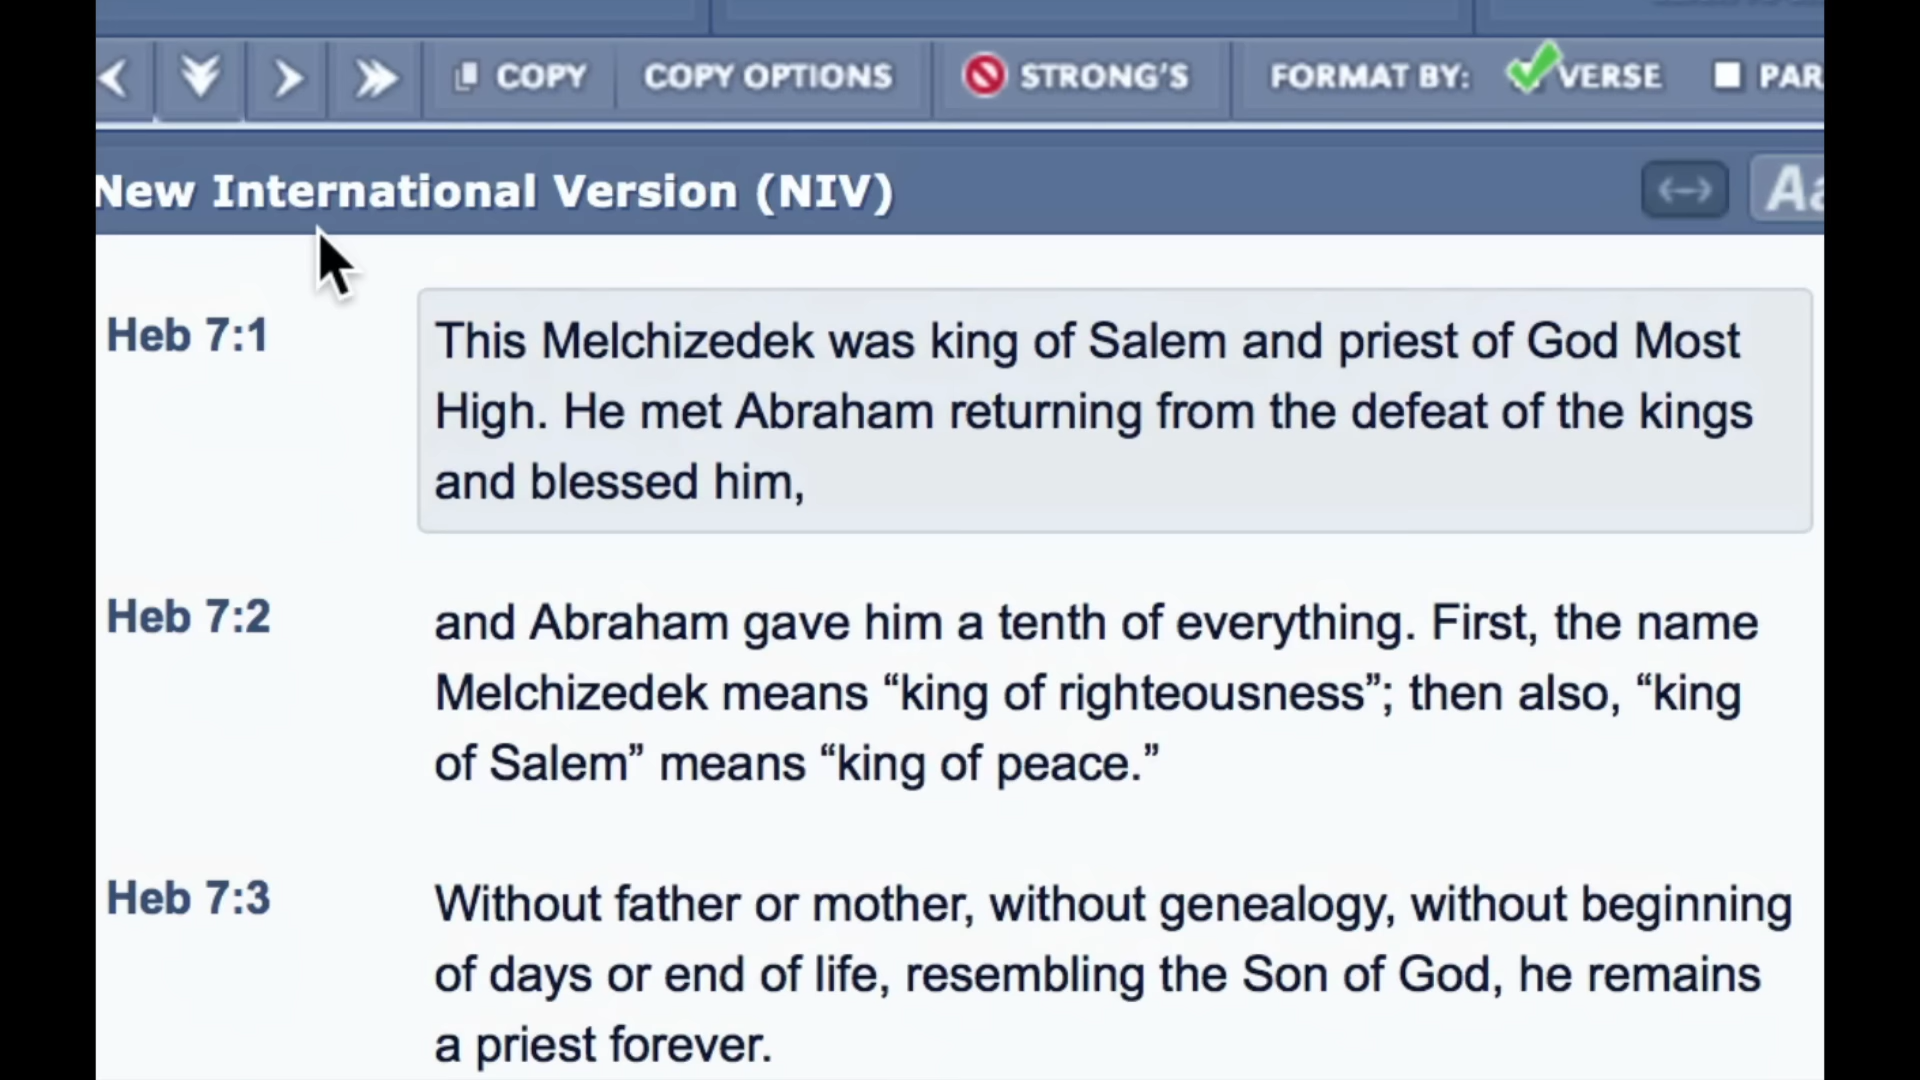 COPY COPY OPTIONS STRONG'S FORMAT BY: VERSE PAR
New International Version (NIV) Aa
Heb 7:1 This Melchizedek was king of Salem and priest of God Most
High. He met Abraham returning from the defeat of the kings
and blessed him,
Heb 7:2 and Abraham gave him a tenth of everything. First, the name
Melchizedek means “king of righteousness”; then also, “king
of Salem” means “king of peace.”
Heb 7:3 Without father or mother, without genealogy, without beginning
of days or end of life, resembling the Son of God, he remains
a priest forever.